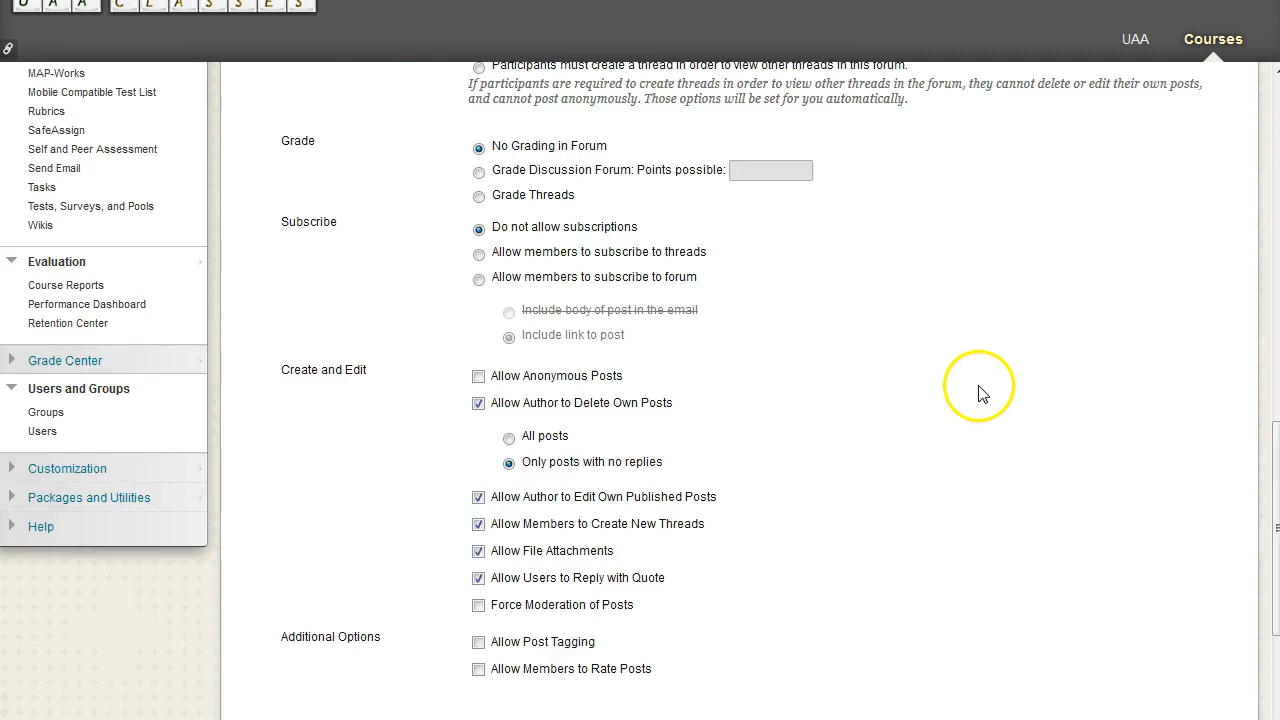 U A A C L A S S E S
UAA
Courses
MAP-Works
Mobile Compatible Test List
Rubrics
SafeAssign
Self and Peer Assessment
Send Email
Tasks
Tests, Surveys, and Pools
Wikis
Evaluation
Course Reports
Performance Dashboard
Retention Center
Grade Center
Users and Groups
Groups
Users
Customization
Packages and Utilities
Help
Participants must create a thread in order to view other threads in this forum.
If participants are required to create threads in order to view other threads in the forum, they cannot delete or edit their own posts,
and cannot post anonymously. Those options will be set for you automatically.
Grade
No Grading in Forum
Grade Discussion Forum: Points possible:
Grade Threads
Subscribe
Do not allow subscriptions
Allow members to subscribe to threads
Allow members to subscribe to forum
Include body of post in the email
Include link to post
Create and Edit
Allow Anonymous Posts
Allow Author to Delete Own Posts
All posts
Only posts with no replies
Allow Author to Edit Own Published Posts
Allow Members to Create New Threads
Allow File Attachments
Allow Users to Reply with Quote
Force Moderation of Posts
Additional Options
Allow Post Tagging
Allow Members to Rate Posts